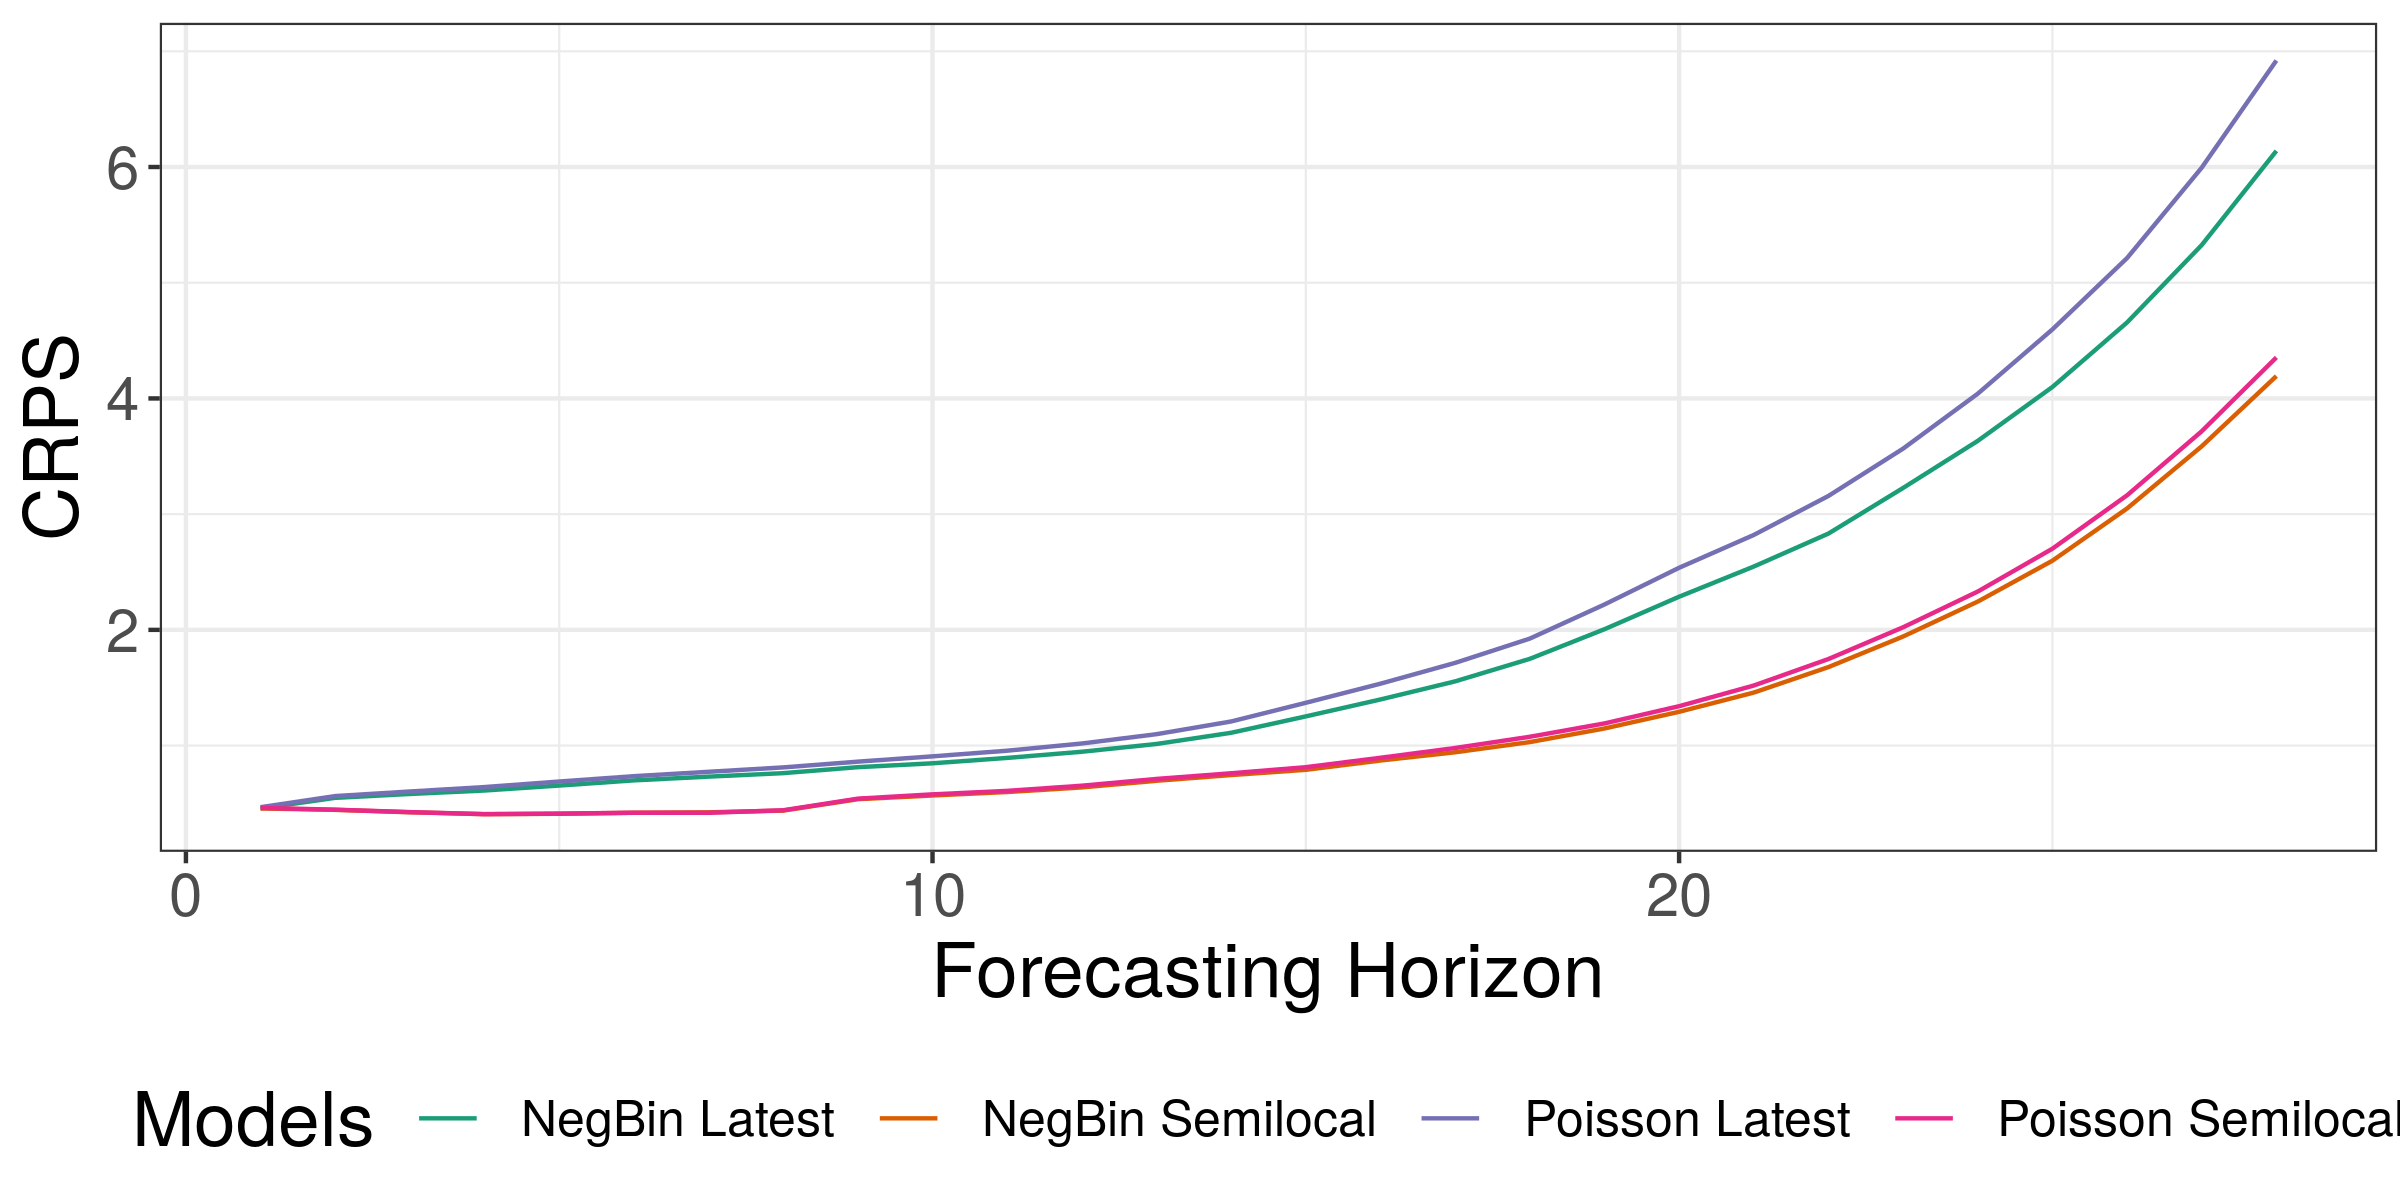 CRPS
6
4
2
0 10 20
Forecasting Horizon
Models NegBin Latest NegBin Semilocal Poisson Latest Poisson Semilocal